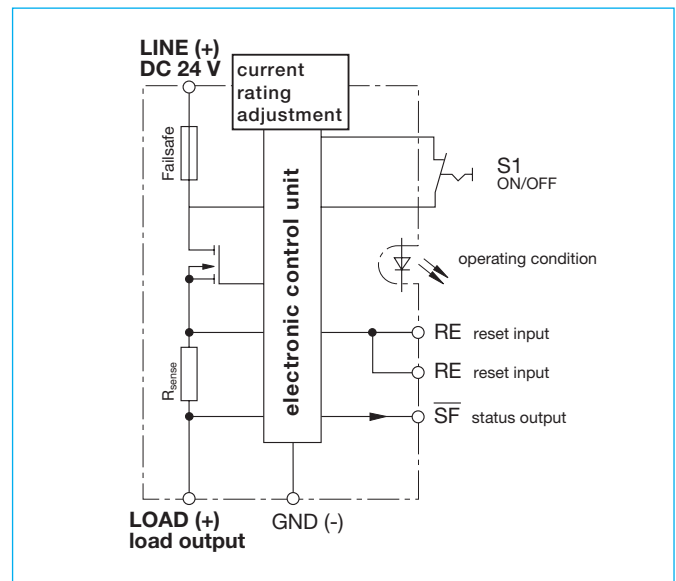 LINE (+)
DC 24 V
current
rating
adjustment
Failsafe
S1
ON/OFF
electronic control unit
operating condition
RE reset input
RE reset input
Rsense
SF status output
LOAD (+)
load output
GND (-)